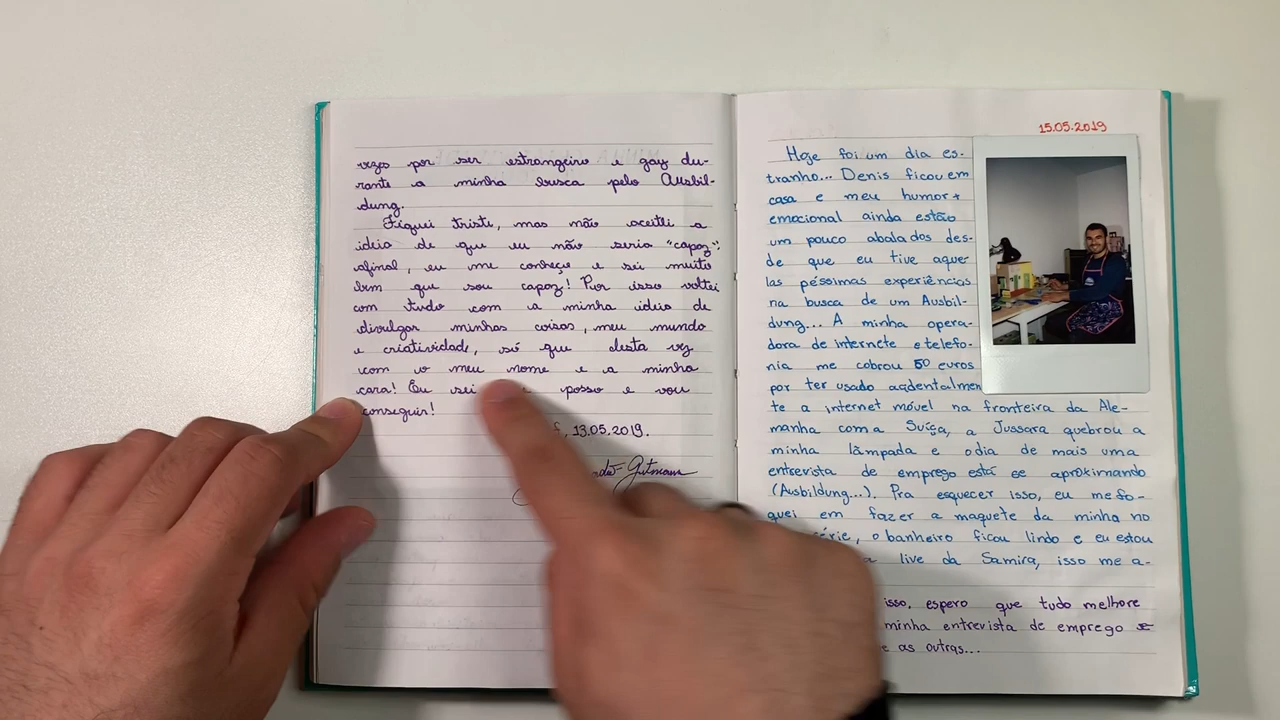 vezes por ser estrangeiro e gay du-
rante a minha busca pelo Ausbil-
dung.
Fiquei triste, mas não aceitei a
ideia de que eu não seria "capaz";
afinal, eu me conheço e sei muito
bem que sou capaz! Por isso voltei
com tudo com a minha ideia de
divulgar minhas coisas, meu mundo
e criatividade, só que desta vez
com o meu nome e a minha
cara! Eu sei posso e vou
conseguir!
, 13.05.2019.
Gutmann
15.05.2019
Hoje foi um dia es-
tranho... Denis ficou em
casa e meu humor +
emocional ainda estão
um pouco abalados des-
de que eu tive aque-
las péssimas experiências
na busca de um Ausbil-
dung... A minha opera-
dora de internete e telefo-
nia me cobrou 50 euros
por ter usado acidentalmen
te a internet móvel na fronteira da Ale-
manha com a Suíça, a Jussara quebrou a
minha lâmpada e o dia de mais uma
entrevista de emprego está se aproximando
(Ausbildung...). Pra esquecer isso, eu me fo-
quei em fazer a maquete da minha no
série, o banheiro ficou lindo e eu estou
live da Samira, isso me a-
isso, espero que tudo melhore
minha entrevista de emprego
e as outras...